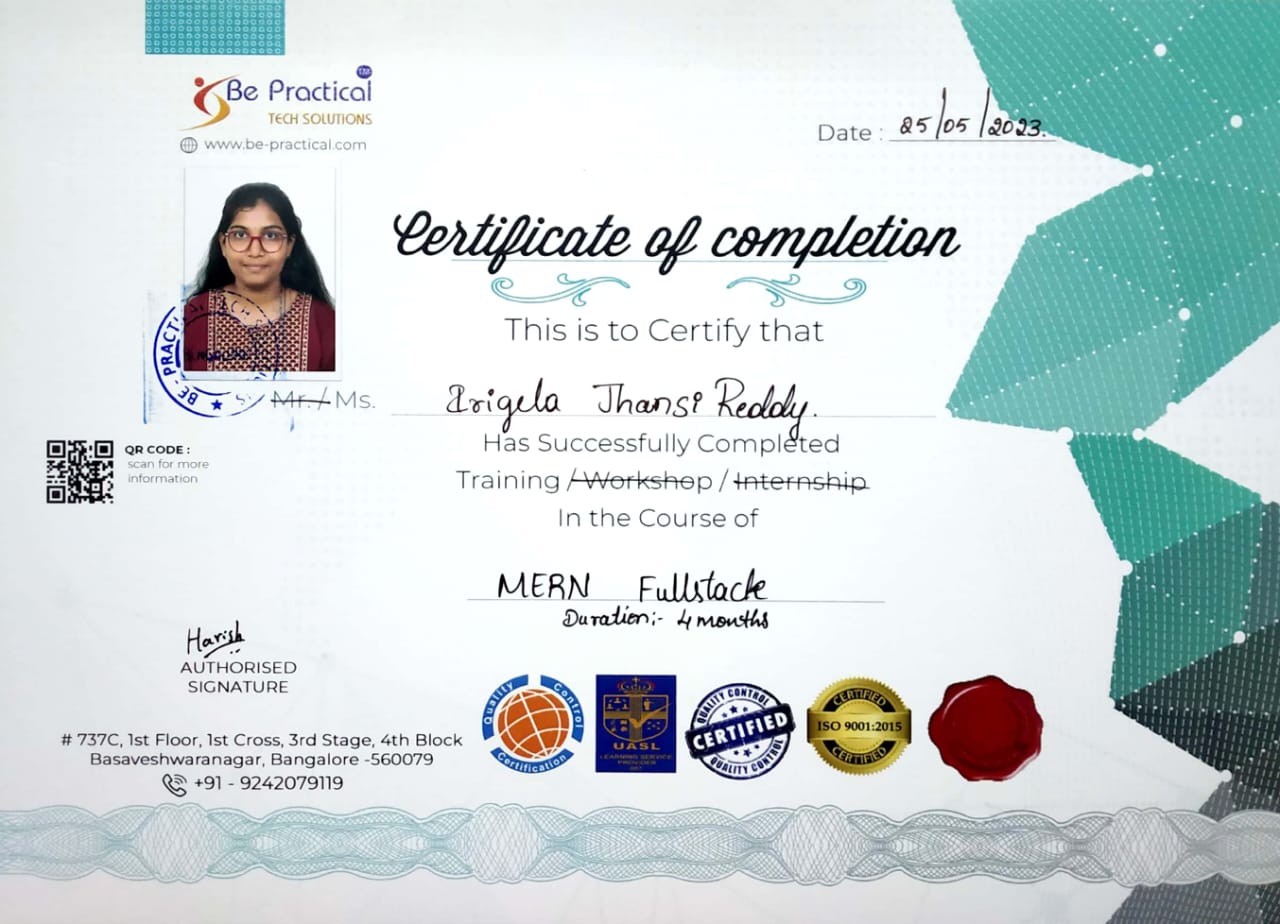 Be Practical
TECH SOLUTIONS
www.be-practical.com
Date : 25/05/2023.
Certificate of completion
This is to Certify that
BE-PRACTI
Mr. / Ms. Irigela Jhansi Reddy.
Has Successfully Completed
Training / Workshop / Internship
In the Course of
QR CODE :
scan for more
information
MERN Fullstack
Duration:- 4 months
Harish
AUTHORISED
SIGNATURE
# 737C, 1st Floor, 1st Cross, 3rd Stage, 4th Block
Basaveshwaranagar, Bangalore -560079
+91 - 9242079119
Quality Control
Certification
UASL
LEARNING SERVICE
PROVIDER
QUALITY CONTROL
CERTIFIED
QUALITY CONTROL
CERTIFIED
ISO 9001:2015
CERTIFIED